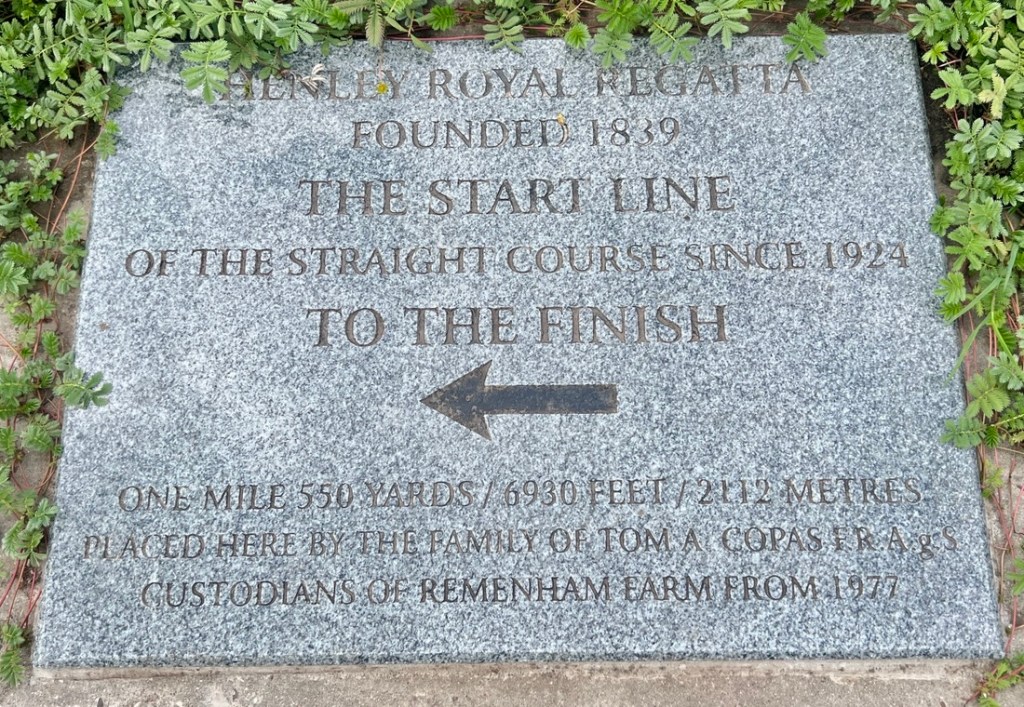 HENLEY ROYAL REGATTA
FOUNDED 1839
THE START LINE
OF THE STRAIGHT COURSE SINCE 1924
TO THE FINISH
ONE MILE 550 YARDS / 6930 FEET / 2112 METRES
PLACED HERE BY THE FAMILY OF TOM A COPAS F.R.A.g.S
CUSTODIANS OF REMENHAM FARM FROM 1977